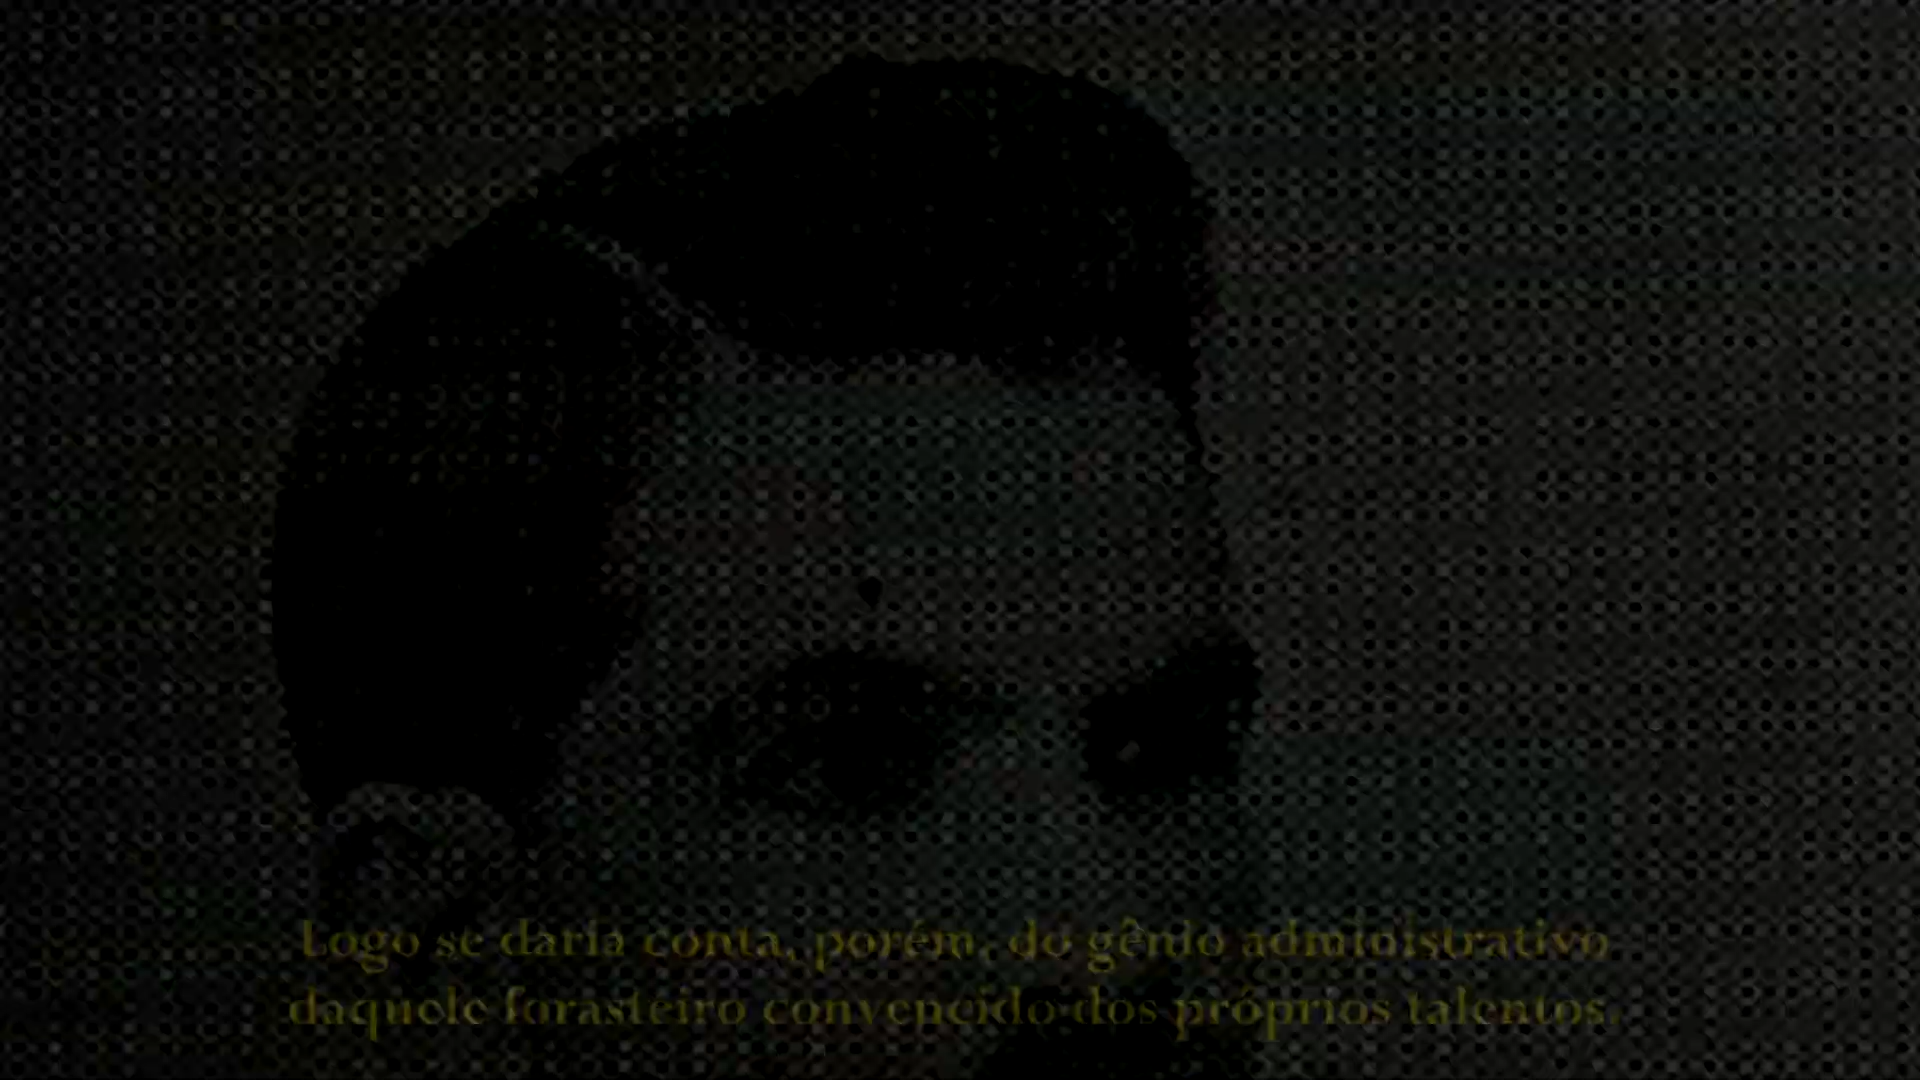 Logo se daria conta, porém, do gênio administrativo
daquele forasteiro convencido dos próprios talentos.